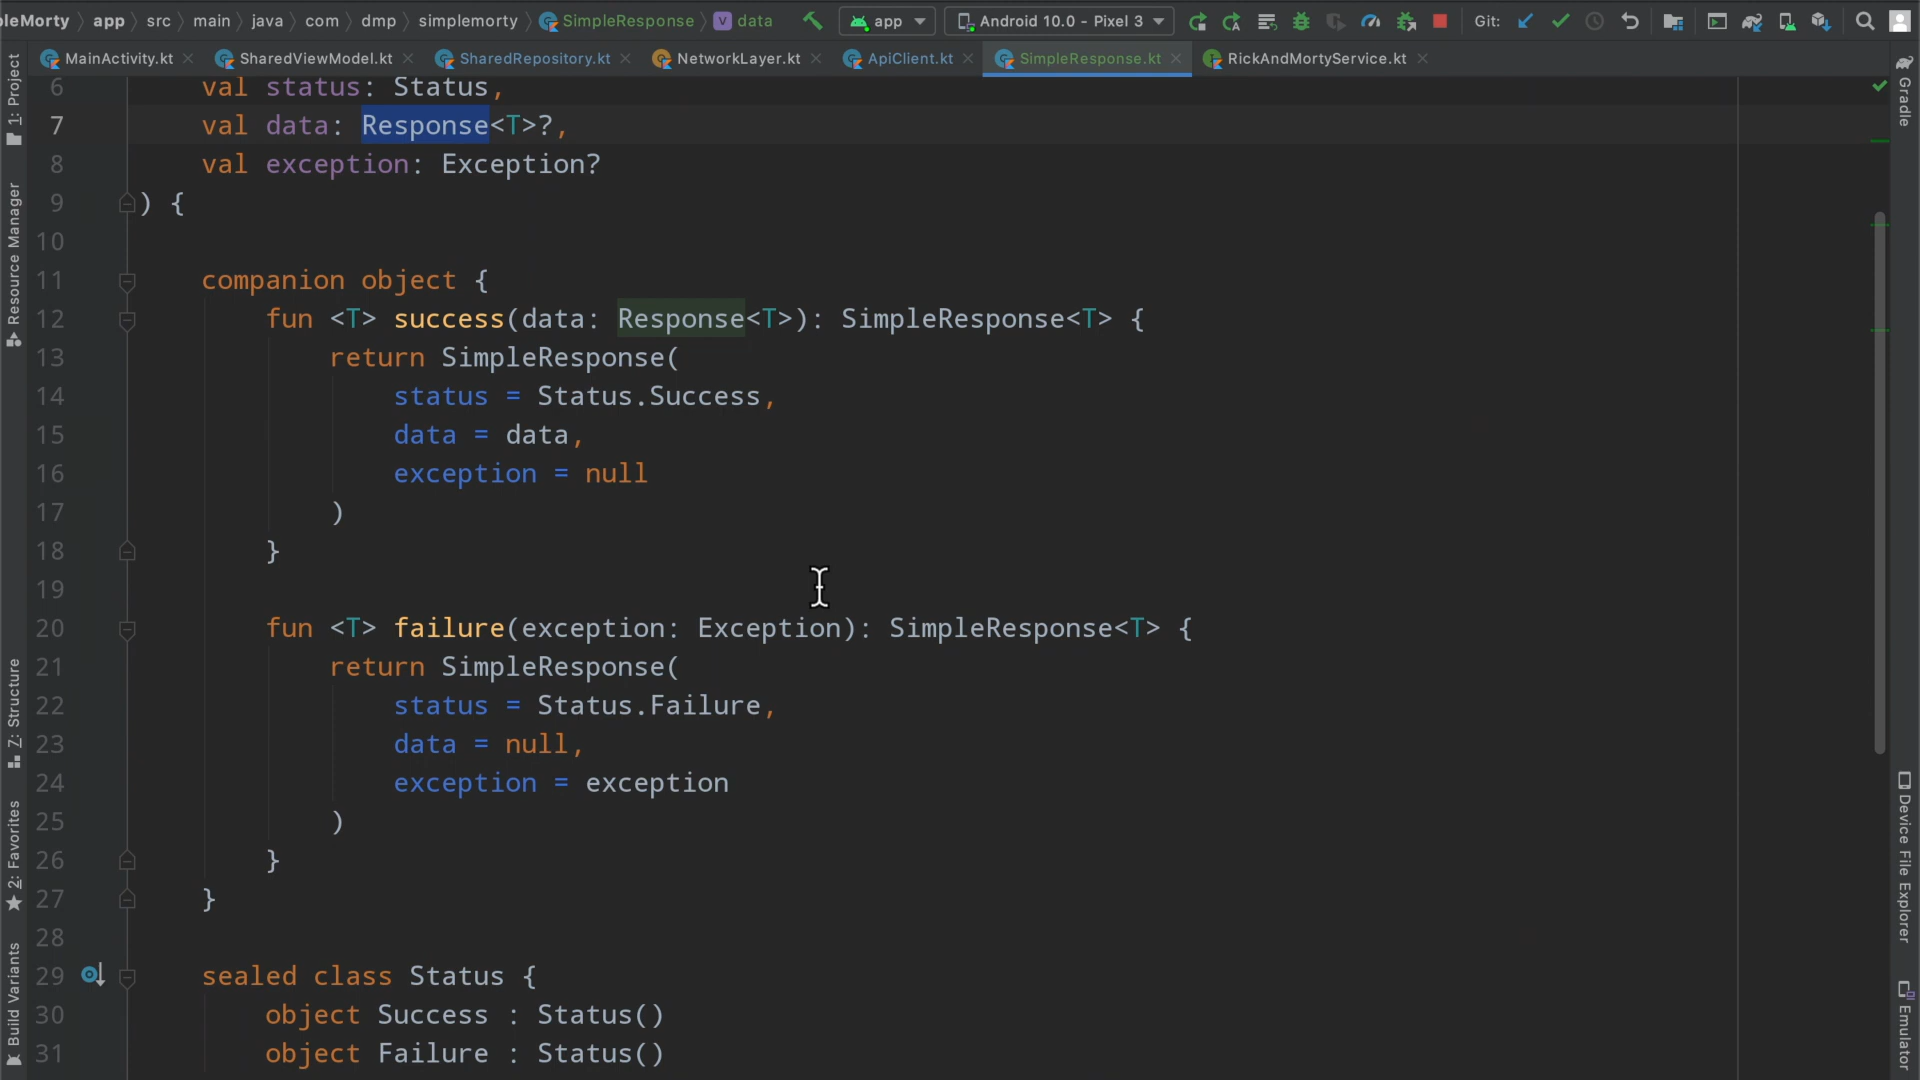 leMorty app src main java com dmp simplemorty SimpleResponse V data app Android 10.0 - Pixel 3 Git:
MainActivity.kt SharedViewModel.kt SharedRepository.kt NetworkLayer.kt ApiClient.kt SimpleResponse.kt RickAndMortyService.kt
1: Project
Resource Manager
Z: Structure
2: Favorites
Build Variants
6 val status: Status,
7 val data: Response<T>?,
8 val exception: Exception?
9 ) {
10
11 companion object {
12 fun <T> success(data: Response<T>): SimpleResponse<T> {
13 return SimpleResponse(
14 status = Status.Success,
15 data = data,
16 exception = null
17 )
18 }
19
20 fun <T> failure(exception: Exception): SimpleResponse<T> {
21 return SimpleResponse(
22 status = Status.Failure,
23 data = null,
24 exception = exception
25 )
26 }
27 }
28
29 sealed class Status {
30 object Success : Status()
31 object Failure : Status()
Gradle
Device File Explorer
Emulator